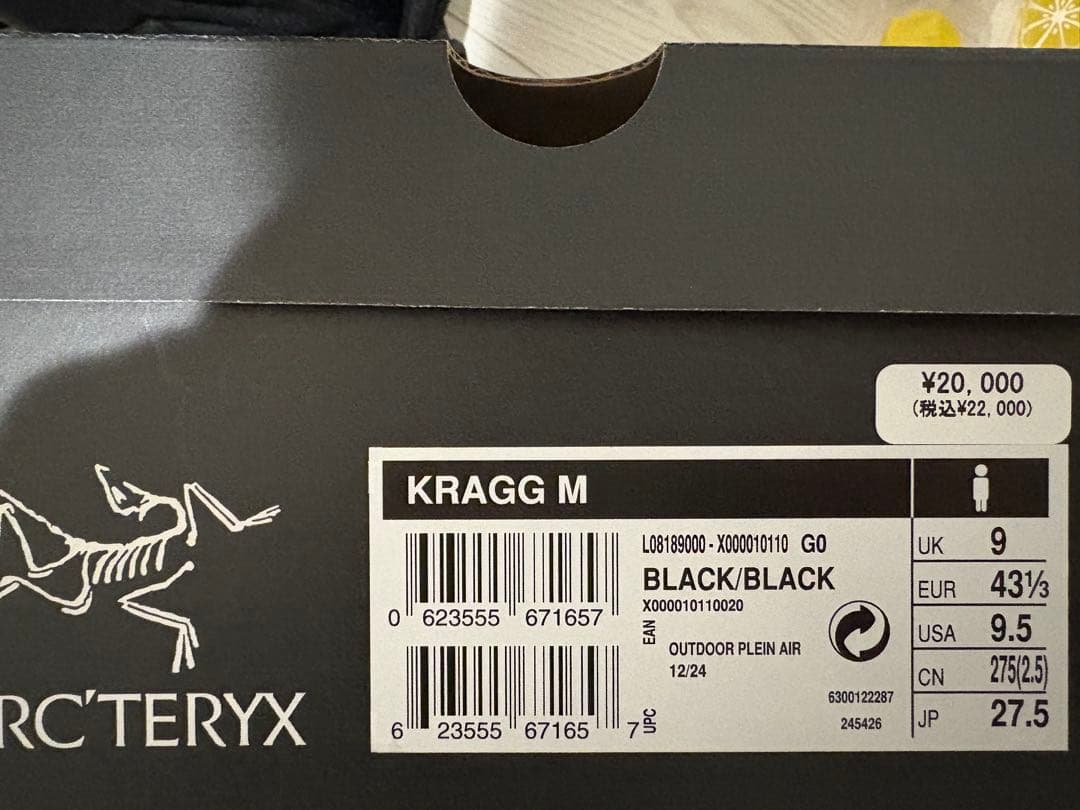 ¥20,000
(税込¥22,000)
KRAGG M
L08189000 - X000010110 G0
BLACK/BLACK
X000010110020
0 623555 671657
EAN
OUTDOOR PLEIN AIR
12/24
6300122287
245426
6 23555 67165 7
UPC
UK 9
EUR 43⅓
USA 9.5
CN 275(2.5)
JP 27.5
RC'TERYX